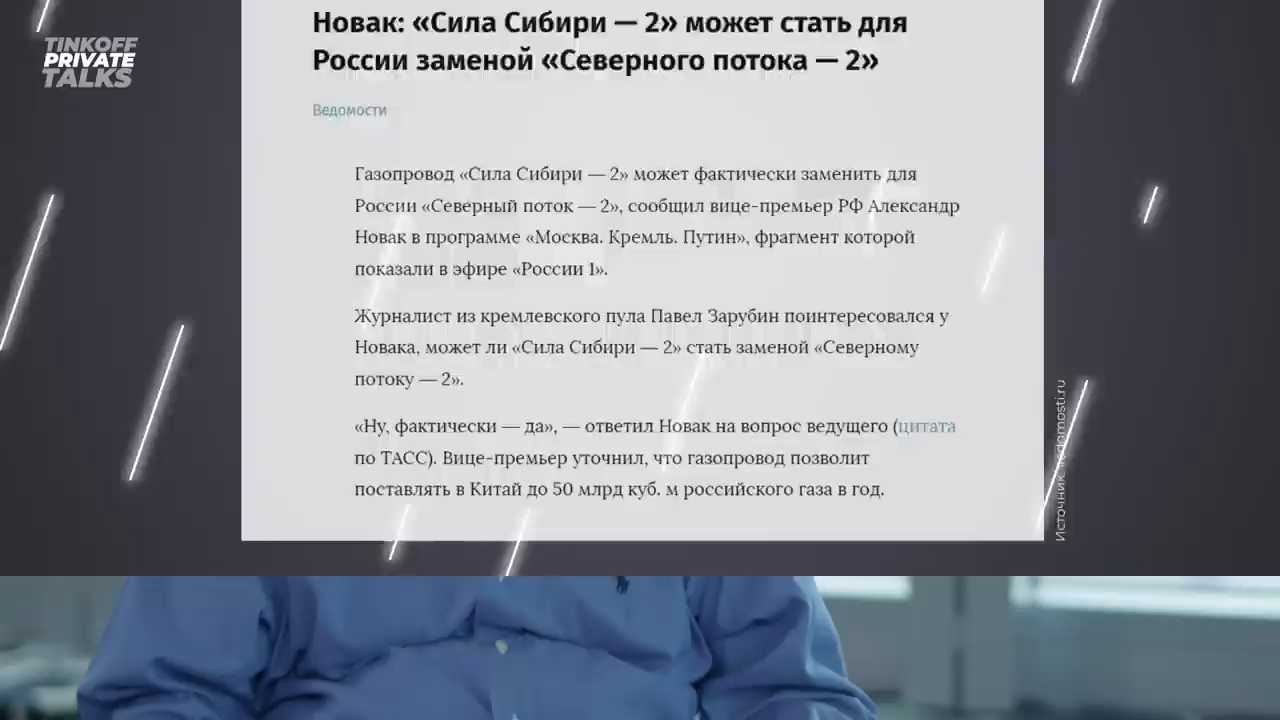 TINKOFF
PRIVATE
TALKS
Новак: «Сила Сибири — 2» может стать для
России заменой «Северного потока — 2»
Ведомости
Газопровод «Сила Сибири — 2» может фактически заменить для
России «Северный поток — 2», сообщил вице-премьер РФ Александр
Новак в программе «Москва. Кремль. Путин», фрагмент которой
показали в эфире «России 1».
Журналист из кремлевского пула Павел Зарубин поинтересовался у
Новака, может ли «Сила Сибири — 2» стать заменой «Северному
потоку — 2».
«Ну, фактически — да», — ответил Новак на вопрос ведущего (цитата
по ТАСС). Вице-премьер уточнил, что газопровод позволит
поставлять в Китай до 50 млрд куб. м российского газа в год.
Источник: vedomosti.ru